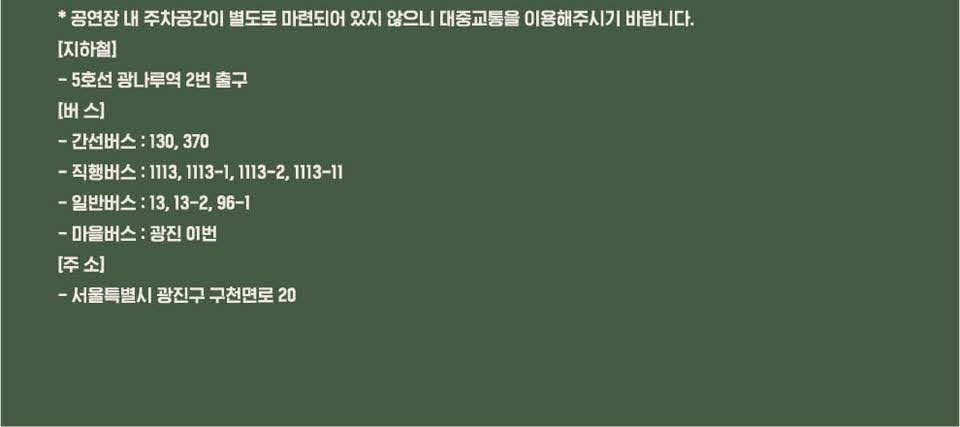 * 공연장 내 주차공간이 별도로 마련되어 있지 않으니 대중교통을 이용해주시기 바랍니다.
[지하철]
- 5호선 광나루역 2번 출구
[버 스]
- 간선버스 : 130, 370
- 직행버스 : 1113, 1113-1, 1113-2, 1113-11
- 일반버스 : 13, 13-2, 96-1
- 마을버스 : 광진 01번
[주 소]
- 서울특별시 광진구 구천면로 20